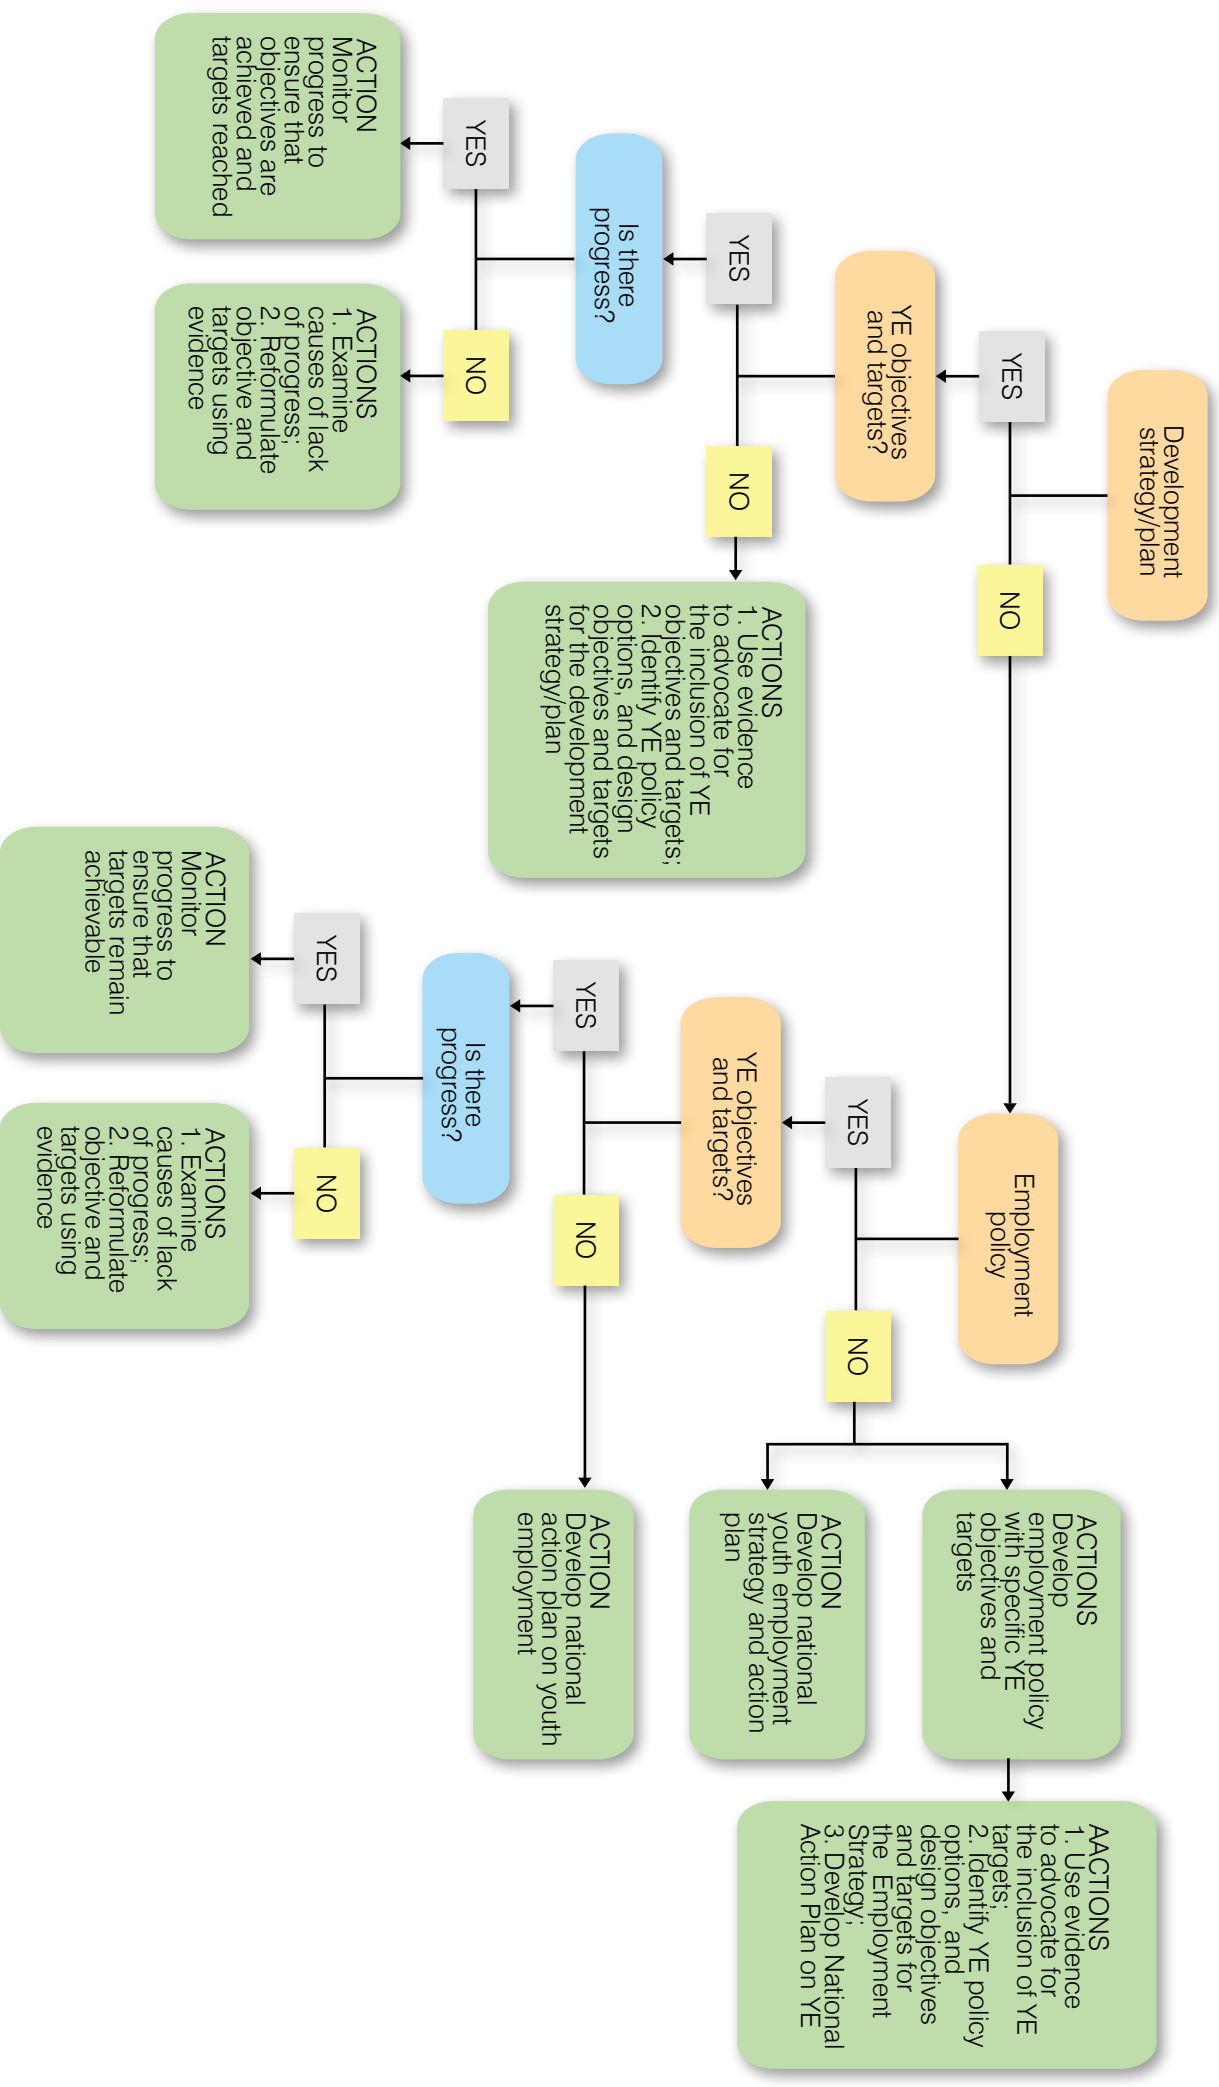 Development
strategy/plan
YES
NO
YE objectives
and targets?
YES
NO
ACTIONS
1. Use evidence
to advocate for
the inclusion of YE
objectives and targets;
2. Identify YE policy
options, and design
objectives and targets
for the development
strategy/plan
Is there
progress?
YES
NO
ACTION
Monitor
progress to
ensure that
objectives are
achieved and
targets reached
ACTIONS
1. Examine
causes of lack
of progress;
2. Reformulate
objective and
targets using
evidence
Employment
policy
YES
NO
ACTIONS
Develop
employment policy
with specific YE
objectives and
targets
AACTIONS
1. Use evidence
to advocate for
the inclusion of YE
targets;
2. Identify YE policy
options, and
design objectives
and targets for
the Employment
Strategy;
3. Develop National
Action Plan on YE
ACTION
Develop national
youth employment
strategy and action
plan
YE objectives
and targets?
YES
NO
ACTION
Develop national
action plan on youth
employment
Is there
progress?
YES
NO
ACTION
Monitor
progress to
ensure that
targets remain
achievable
ACTIONS
1. Examine
causes of lack
of progress;
2. Reformulate
objective and
targets using
evidence